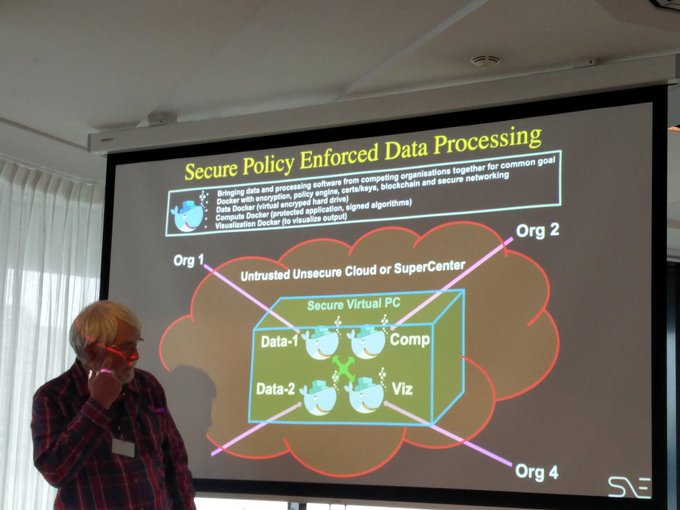 Secure Policy Enforced Data Processing
Bringing data and processing software from competing organisations together for common goal
Docker with encryption, policy engine, certs/keys, blockchain and secure networking
Data Docker (virtual encryped hard drive)
Compute Docker (protected application, signed algorithms)
Visualization Docker (to visualize output)
Org 1
Org 2
Untrusted Unsecure Cloud or SuperCenter
Secure Virtual PC
Data-1
Comp
Data-2
Viz
Org 4
SNE